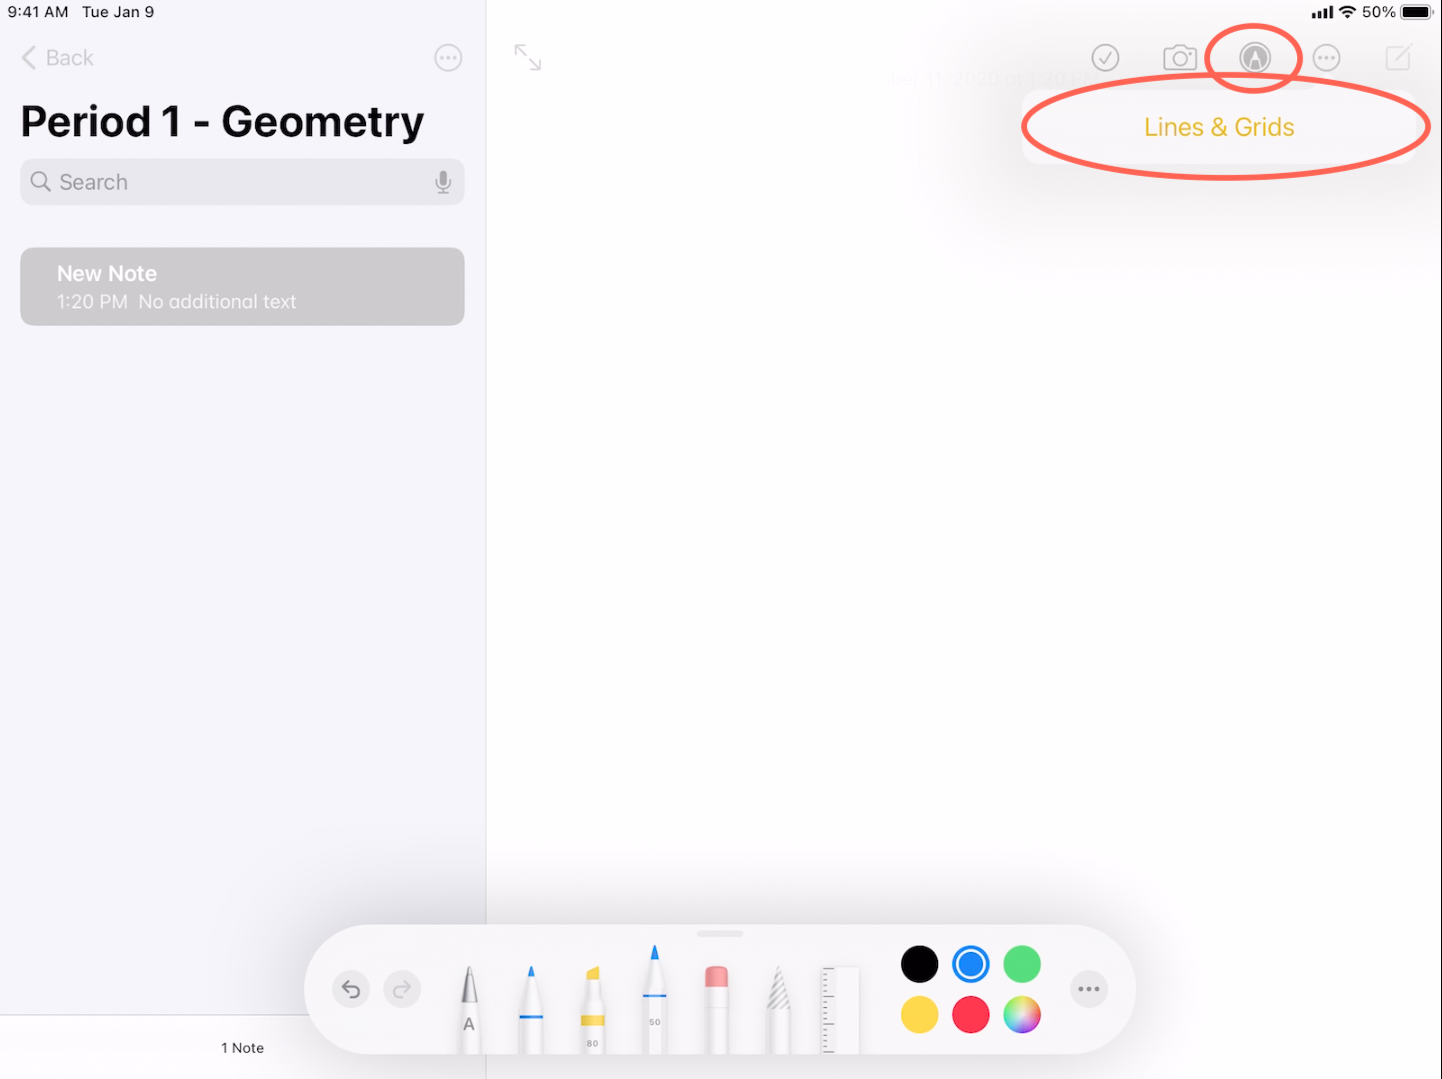 9:41 AM Tue Jan 9
50%
Back
Period 1 - Geometry
Search
Lines & Grids
New Note
1:20 PM No additional text
A
80
50
1 Note